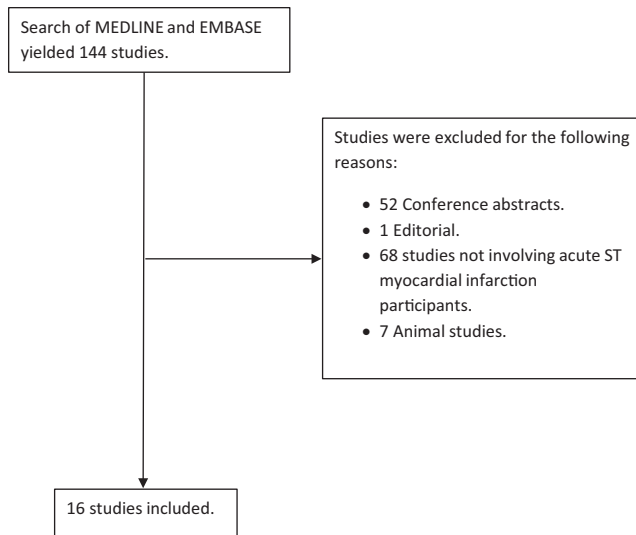 Search of MEDLINE and EMBASE
yielded 144 studies.
Studies were excluded for the following
reasons:
• 52 Conference abstracts.
• 1 Editorial.
• 68 studies not involving acute ST
myocardial infarction
participants.
• 7 Animal studies.
16 studies included.